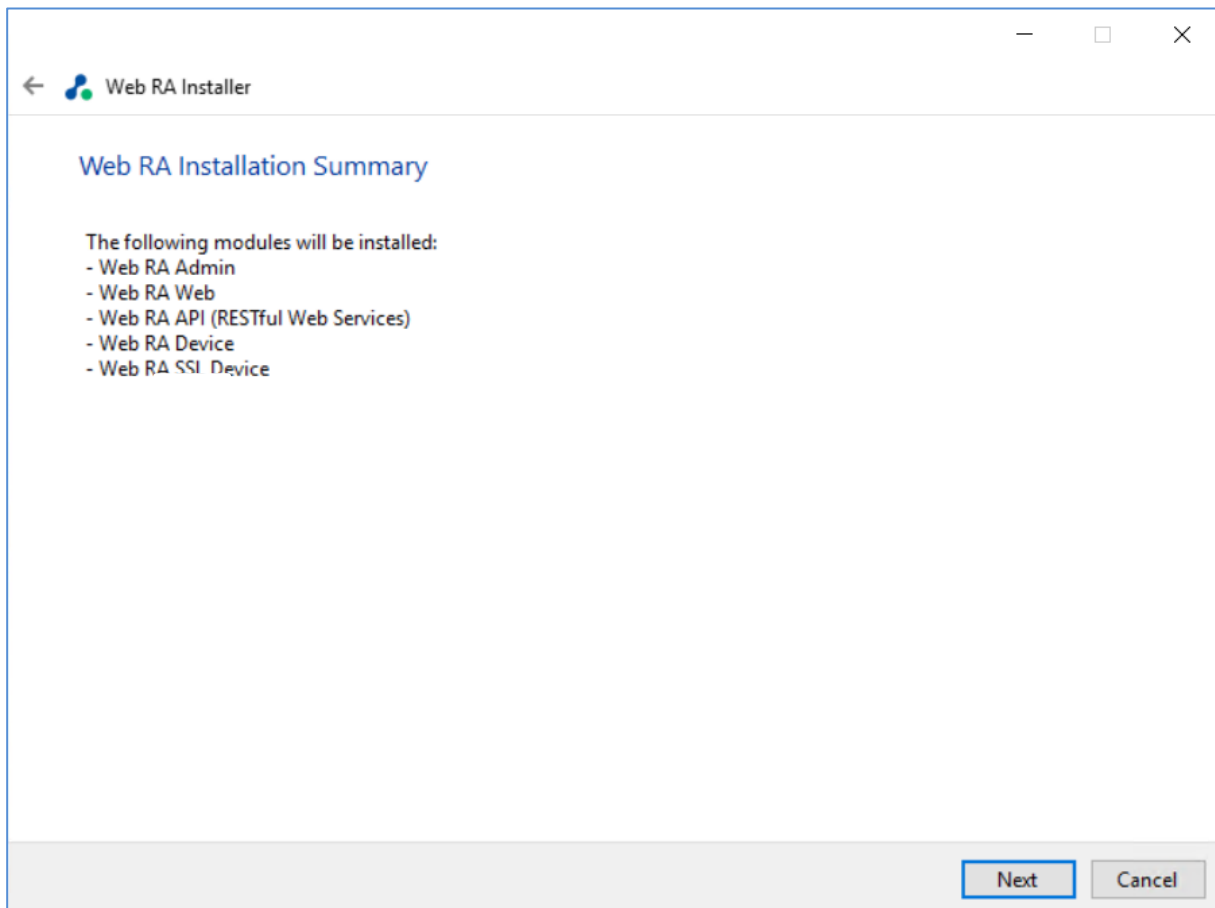 Web RA Installer
Web RA Installation Summary
The following modules will be installed:
- Web RA Admin
- Web RA Web
- Web RA API (RESTful Web Services)
- Web RA Device
- Web RA SSL Device
Next
Cancel